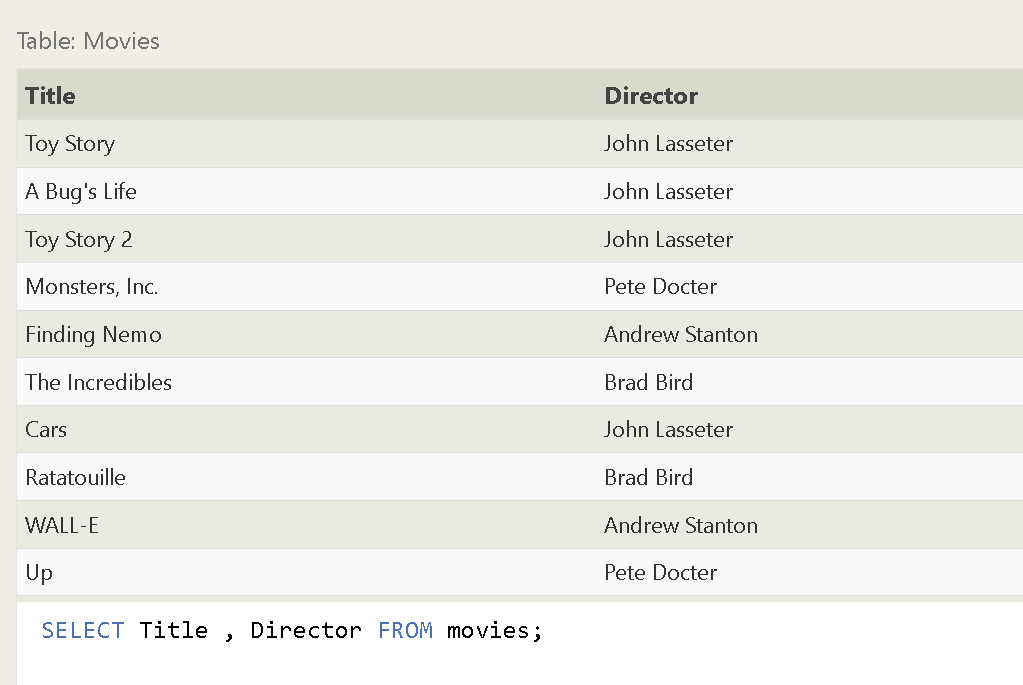 Table: Movies
Title Director
Toy Story John Lasseter
A Bug's Life John Lasseter
Toy Story 2 John Lasseter
Monsters, Inc. Pete Docter
Finding Nemo Andrew Stanton
The Incredibles Brad Bird
Cars John Lasseter
Ratatouille Brad Bird
WALL-E Andrew Stanton
Up Pete Docter
SELECT Title , Director FROM movies;